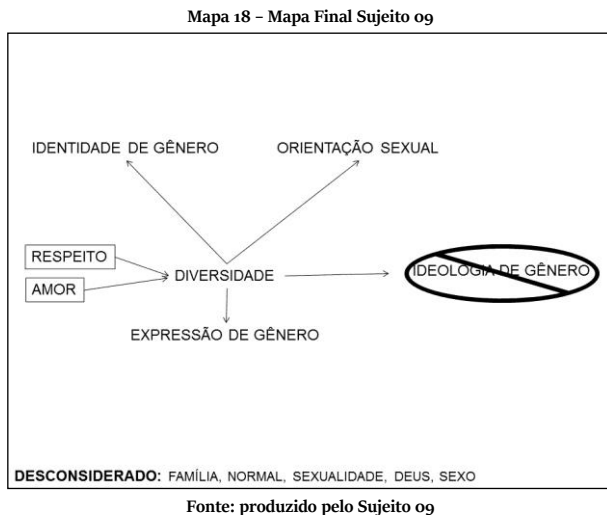 Mapa 18 – Mapa Final Sujeito 09
IDENTIDADE DE GÊNERO
ORIENTAÇÃO SEXUAL
RESPEITO
AMOR
DIVERSIDADE
IDEOLOGIA DE GÊNERO
EXPRESSÃO DE GÊNERO
DESCONSIDERADO: FAMÍLIA, NORMAL, SEXUALIDADE, DEUS, SEXO
Fonte: produzido pelo Sujeito 09